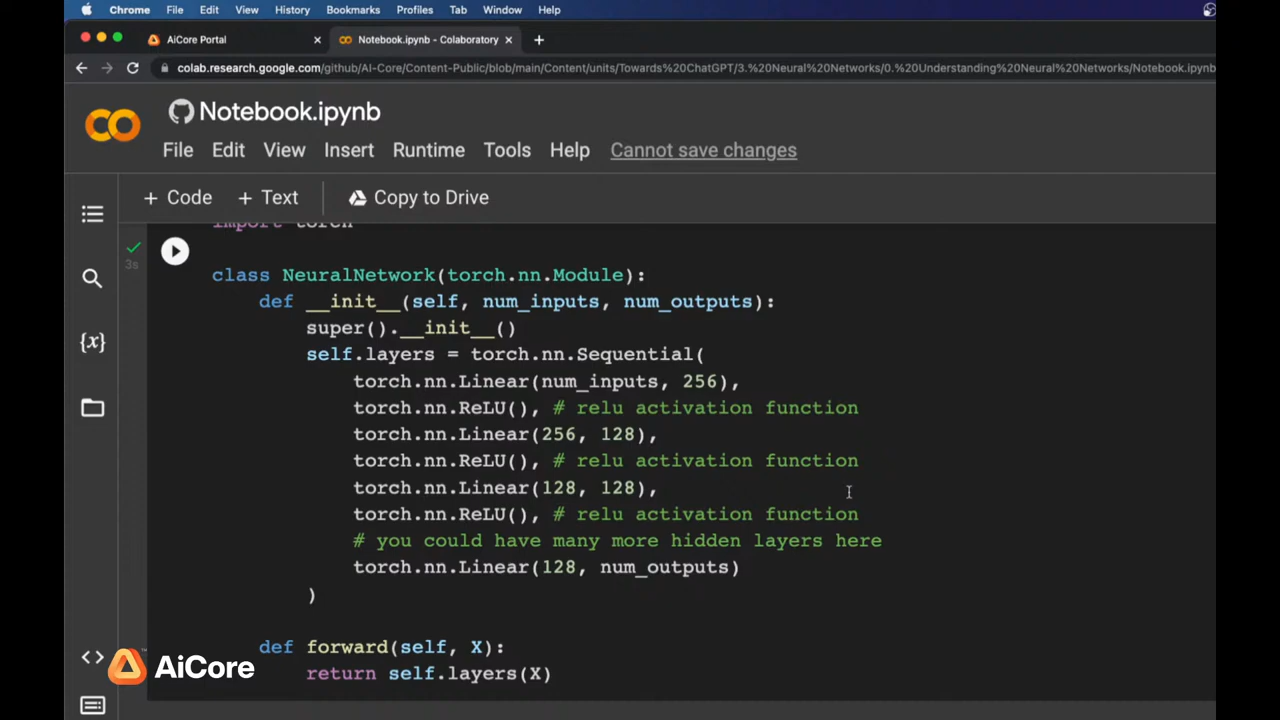 Chrome File Edit View History Bookmarks Profiles Tab Window Help
AiCore Portal Notebook.ipynb - Colaboratory
colab.research.google.com/github/AI-Core/Content-Public/blob/main/Content/units/Towards%20ChatGPT/3.%20Neural%20Networks/0.%20Understanding%20Neural%20Networks/Notebook.ipynb
CO Notebook.ipynb
File Edit View Insert Runtime Tools Help Cannot save changes
+ Code + Text Copy to Drive
import torch
3s
class NeuralNetwork(torch.nn.Module):
def __init__(self, num_inputs, num_outputs):
super().__init__()
self.layers = torch.nn.Sequential(
torch.nn.Linear(num_inputs, 256),
torch.nn.ReLU(), # relu activation function
torch.nn.Linear(256, 128),
torch.nn.ReLU(), # relu activation function
torch.nn.Linear(128, 128),
torch.nn.ReLU(), # relu activation function
# you could have many more hidden layers here
torch.nn.Linear(128, num_outputs)
)
def forward(self, X):
return self.layers(X)
{x}
<>
AiCore